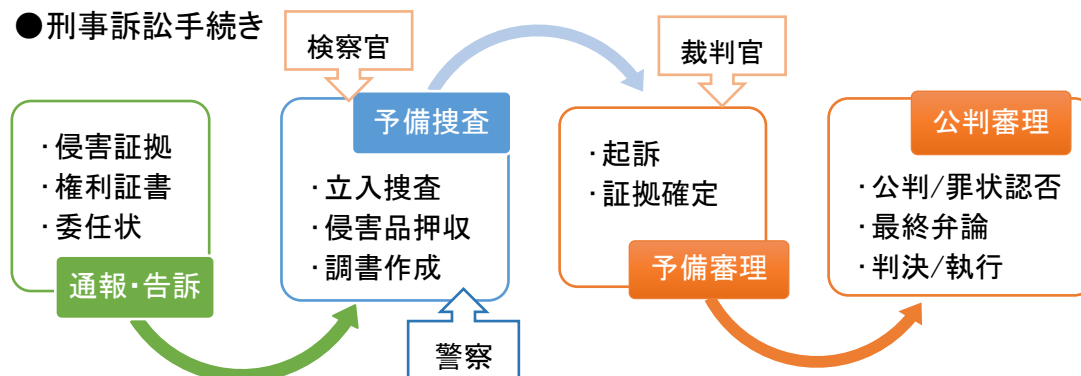 ●刑事訴訟手続き
検察官
裁判官
・侵害証拠
・権利証書
・委任状
通報・告訴
予備捜査
・立入捜査
・侵害品押収
・調書作成
警察
・起訴
・証拠確定
予備審理
公判審理
・公判/罪状認否
・最終弁論
・判決/執行